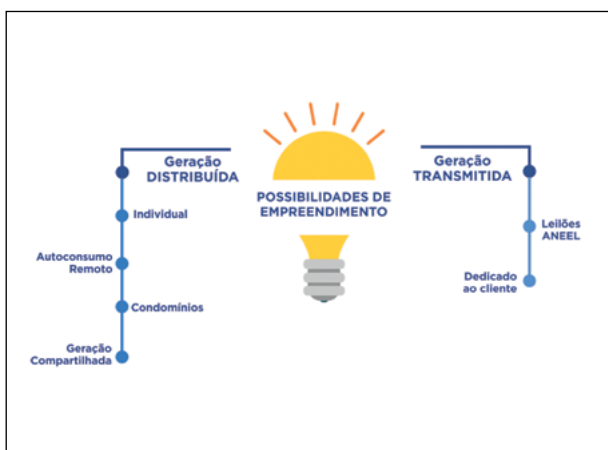 Geração
DISTRIBUÍDA
Individual
Autoconsumo
Remoto
Condomínios
Geração
Compartilhada
POSSIBILIDADES DE
EMPREENDIMENTO
Geração
TRANSMITIDA
Leilões
ANEEL
Dedicado
ao cliente